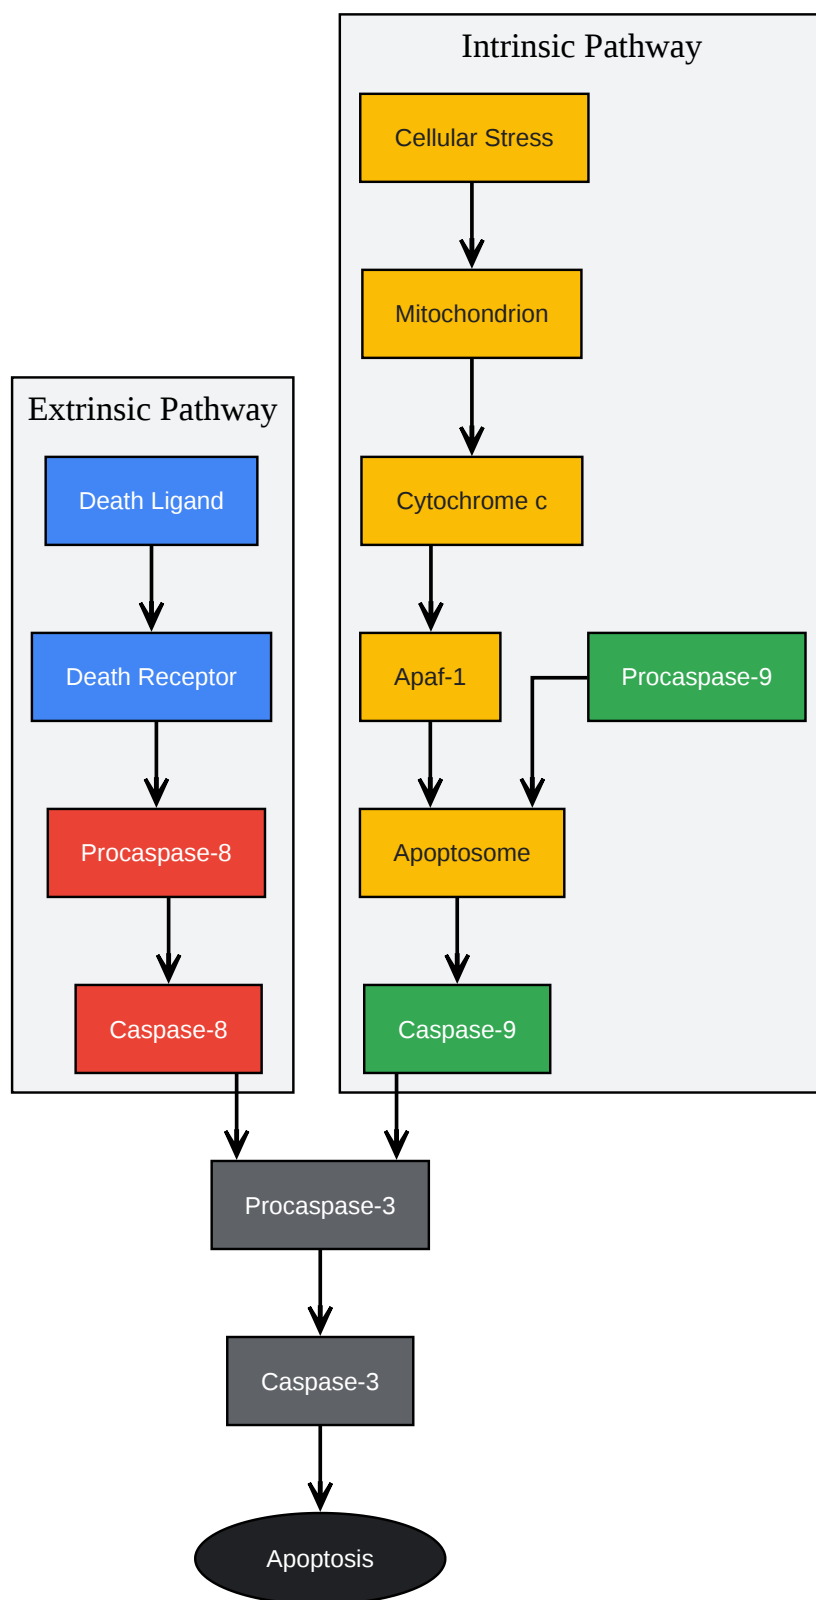 Intrinsic Pathway
Cellular Stress
Mitochondrion
Extrinsic Pathway
Death Ligand
Cytochrome c
Death Receptor
Apaf-1
Procaspase-9
Procaspase-8
Apoptosome
Caspase-8
Caspase-9
Procaspase-3
Caspase-3
Apoptosis